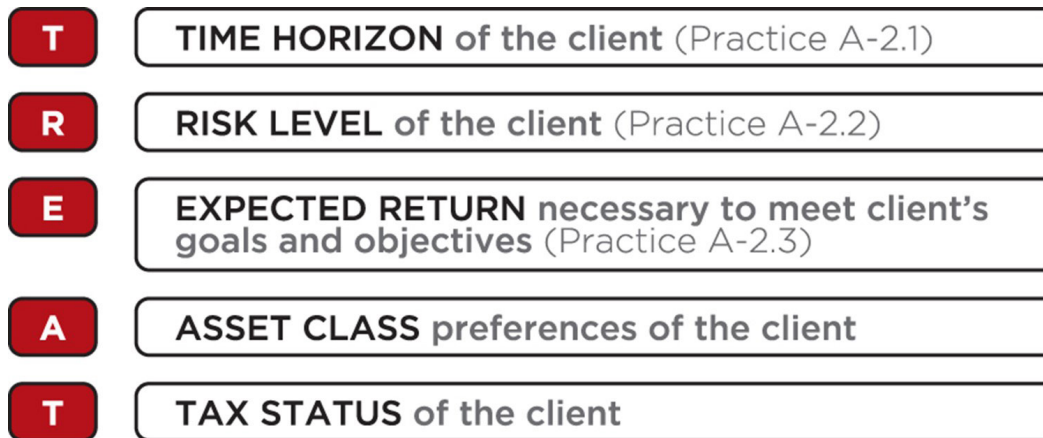 T TIME HORIZON of the client (Practice A-2.1)
R RISK LEVEL of the client (Practice A-2.2)
E EXPECTED RETURN necessary to meet client’s
goals and objectives (Practice A-2.3)
A ASSET CLASS preferences of the client
T TAX STATUS of the client